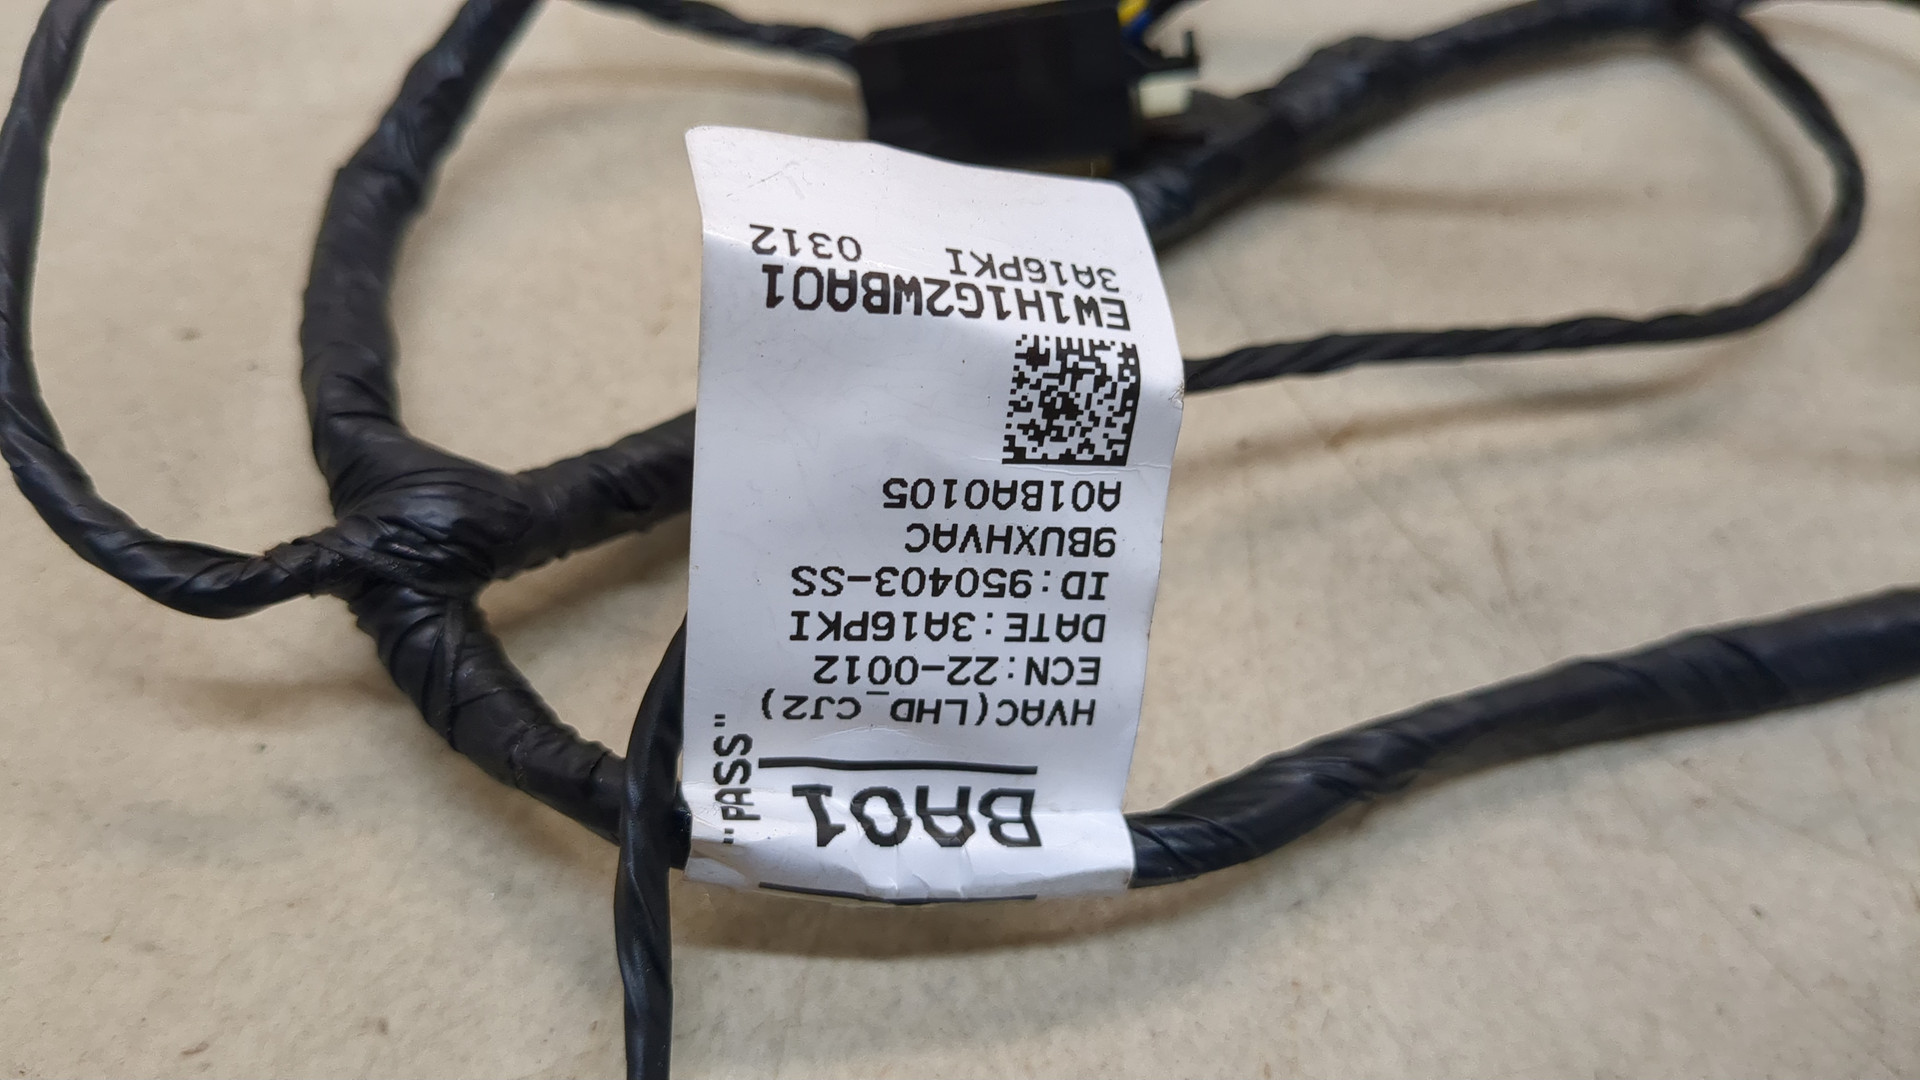 BA01
"PASS"
HVAC(LHD_CJ2)
ECN:22-0012
DATE:3A16PKI
ID:950403-SS
9BUXHVAC
A01BA0105
EW1H1G2WBA01
3A16PKI 0312